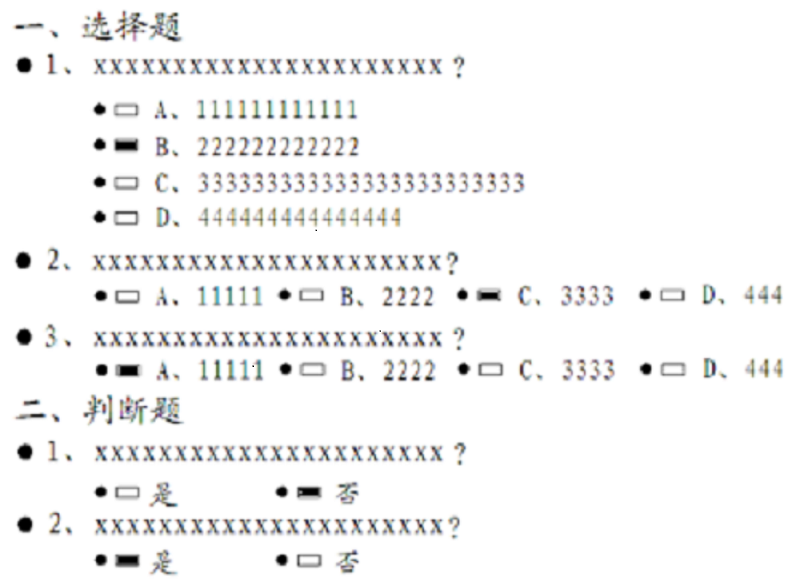 一、选择题
● 1、xxxxxxxxxxxxxxxxxxxxxx？
● ▭ A、111111111111
● ▬ B、222222222222
● ▭ C、333333333333333333333333
● ▭ D、444444444444444
● 2、xxxxxxxxxxxxxxxxxxxxxx？
● ▭ A、11111 ● ▭ B、2222 ● ▬ C、3333 ● ▭ D、444
● 3、xxxxxxxxxxxxxxxxxxxxxx？
● ▬ A、11111 ● ▭ B、2222 ● ▭ C、3333 ● ▭ D、444
二、判断题
● 1、xxxxxxxxxxxxxxxxxxxxxx？
● ▭ 是 ● ▬ 否
● 2、xxxxxxxxxxxxxxxxxxxxxx？
● ▬ 是 ● ▭ 否